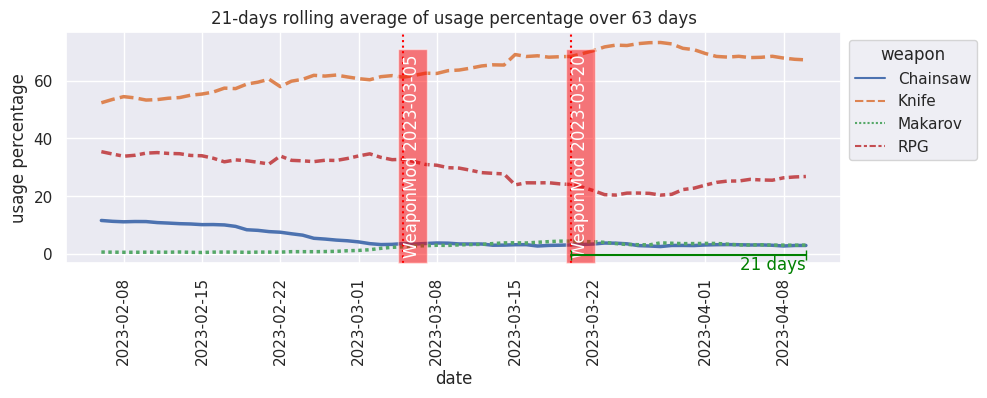 21-days rolling average of usage percentage over 63 days
usage percentage
60
40
20
0
WeaponMod 2023-03-05
WeaponMod 2023-03-20
21 days
2023-02-08
2023-02-15
2023-02-22
2023-03-01
2023-03-08
2023-03-15
2023-03-22
2023-04-01
2023-04-08
date
weapon
Chainsaw
Knife
Makarov
RPG